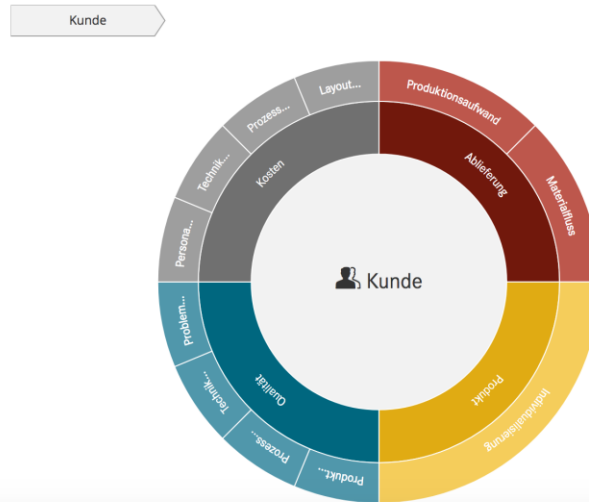 Kunde
Layout...
Prozess...
Technik...
Persona...
Kosten
Produktionsaufwand
Materialfluss
Ablieferung
Kunde
Problem...
Technik...
Prozess...
Produkt...
Qualität
Produkt
Individualisierung